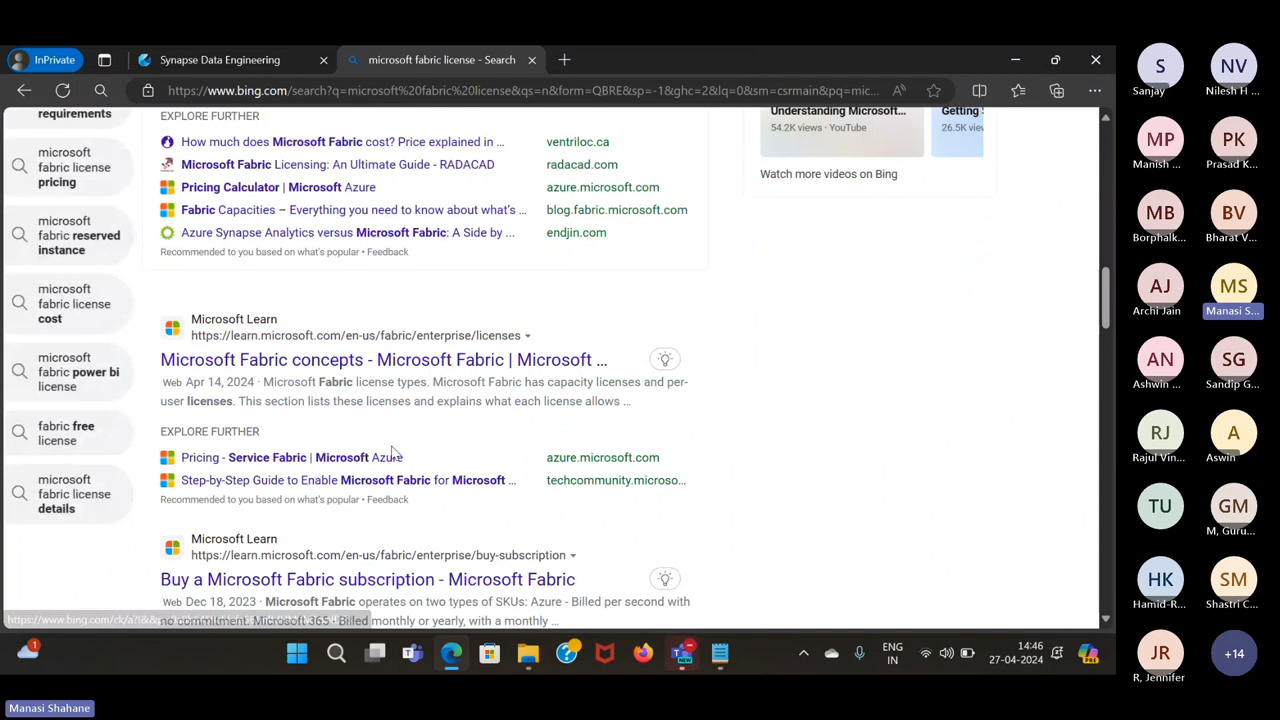 InPrivate
Synapse Data Engineering
microsoft fabric license - Search
https://www.bing.com/search?q=microsoft%20fabric%20license&qs=n&form=QBRE&sp=-1&ghc=2&lq=0&sm=csrmain&pq=mic...
requirements
microsoft
fabric license
pricing
microsoft
fabric reserved
instance
microsoft
fabric license
cost
microsoft
fabric power bi
license
fabric free
license
microsoft
fabric license
details
EXPLORE FURTHER
How much does Microsoft Fabric cost? Price explained in ...
ventriloc.ca
Microsoft Fabric Licensing: An Ultimate Guide - RADACAD
radacad.com
Pricing Calculator | Microsoft Azure
azure.microsoft.com
Fabric Capacities – Everything you need to know about what's ...
blog.fabric.microsoft.com
Azure Synapse Analytics versus Microsoft Fabric: A Side by ...
endjin.com
Recommended to you based on what's popular • Feedback
Microsoft Learn
https://learn.microsoft.com/en-us/fabric/enterprise/licenses
Microsoft Fabric concepts - Microsoft Fabric | Microsoft ...
Web Apr 14, 2024 · Microsoft Fabric license types. Microsoft Fabric has capacity licenses and per-
user licenses. This section lists these licenses and explains what each license allows ...
EXPLORE FURTHER
Pricing - Service Fabric | Microsoft Azure
azure.microsoft.com
Step-by-Step Guide to Enable Microsoft Fabric for Microsoft ...
techcommunity.microso...
Recommended to you based on what's popular • Feedback
Microsoft Learn
https://learn.microsoft.com/en-us/fabric/enterprise/buy-subscription
Buy a Microsoft Fabric subscription - Microsoft Fabric
Web Dec 18, 2023 · Microsoft Fabric operates on two types of SKUs: Azure - Billed per second with
no commitment. Microsoft 365 - Billed monthly or yearly, with a monthly ...
Understanding Microsoft...
54.2K views · YouTube
Getting
26.5K view
Watch more videos on Bing
1
ENG
IN
14:46
27-04-2024
PRE
NEW
S
Sanjay
NV
Nilesh H ...
MP
Manish ...
PK
Prasad K...
MB
Borphalk...
BV
Bharat V...
AJ
Archi Jain
MS
Manasi S...
AN
Ashwin ...
SG
Sandip G...
RJ
Rajul Vin...
A
Aswin
TU
GM
M, Guru...
HK
Hamid-R...
SM
Shastri C...
JR
R, Jennifer
+14
Manasi Shahane